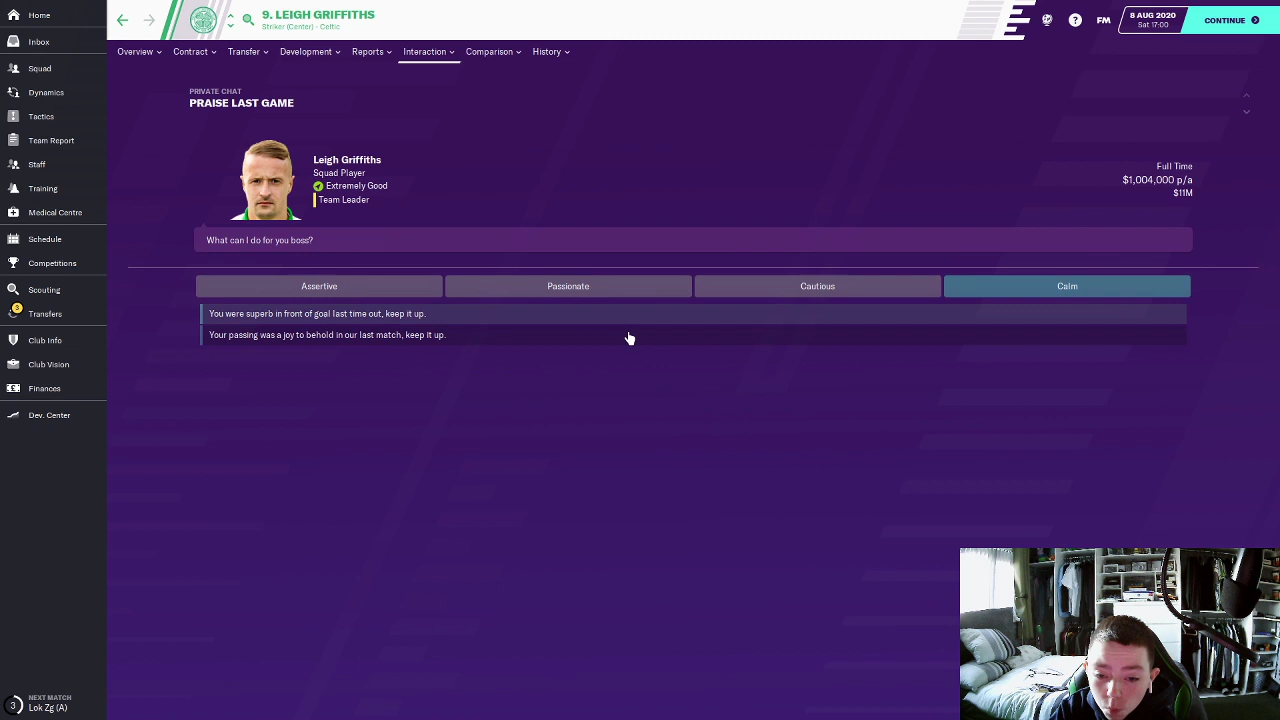 9. LEIGH GRIFFITHS
Striker (Center) - Celtic
?
FM
8 AUG 2020
Sat 17:00
CONTINUE
Home
Inbox
Squad
Dynamics
Tactics
Team Report
Staff
Training
Medical Centre
Schedule
Competitions
Scouting
3
Transfers
Club Info
Club Vision
Finances
Dev. Center
3
NEXT MATCH
Lok Zg (A)
Overview
Contract
Transfer
Development
Reports
Interaction
Comparison
History
PRIVATE CHAT
PRAISE LAST GAME
Leigh Griffiths
Squad Player
Extremely Good
Team Leader
Full Time
$1,004,000 p/a
$11M
What can I do for you boss?
Assertive
Passionate
Cautious
Calm
You were superb in front of goal last time out, keep it up.
Your passing was a joy to behold in our last match, keep it up.